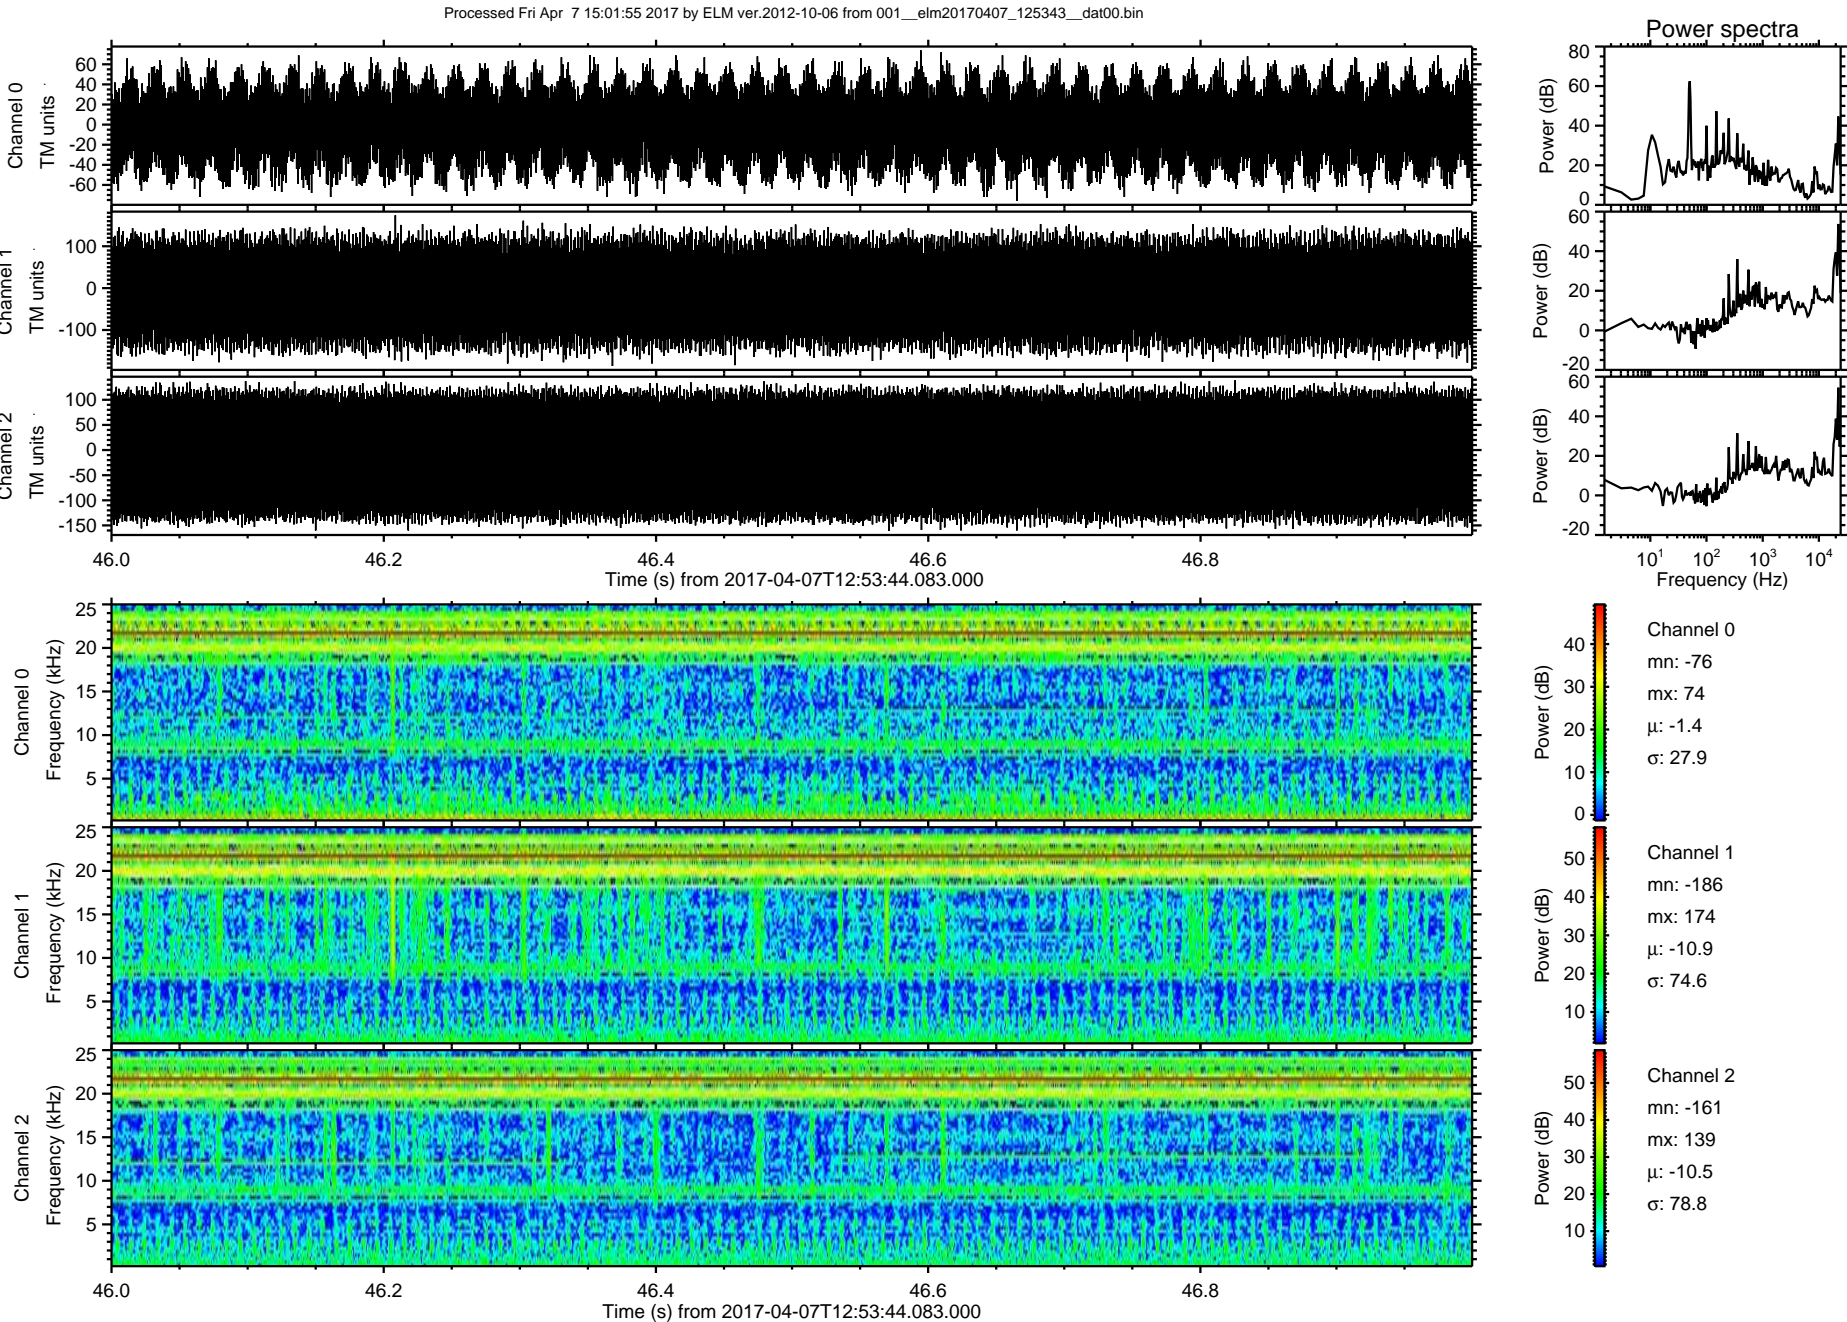 Processed Fri Apr 7 15:01:55 2017 by ELM ver.2012-10-06 from 001__elm20170407_125343__dat00.bin
Power spectra
Channel 0
TM units
60
40
20
0
-20
-40
-60
Power (dB)
80
60
40
20
0
Channel 1
TM units
100
0
-100
Power (dB)
60
40
20
0
-20
Channel 2
TM units
100
50
0
-50
-100
-150
Power (dB)
60
40
20
0
-20
46.0 46.2 46.4 46.6 46.8
Time (s) from 2017-04-07T12:53:44.083.000
10^1 10^2 10^3 10^4
Frequency (Hz)
Channel 0
Frequency (kHz)
25
20
15
10
5
Power (dB)
40
30
20
10
0
Channel 0
mn: -76
mx: 74
μ: -1.4
σ: 27.9
Channel 1
Frequency (kHz)
25
20
15
10
5
Power (dB)
50
40
30
20
10
Channel 1
mn: -186
mx: 174
μ: -10.9
σ: 74.6
Channel 2
Frequency (kHz)
25
20
15
10
5
Power (dB)
50
40
30
20
10
Channel 2
mn: -161
mx: 139
μ: -10.5
σ: 78.8
46.0 46.2 46.4 46.6 46.8
Time (s) from 2017-04-07T12:53:44.083.000